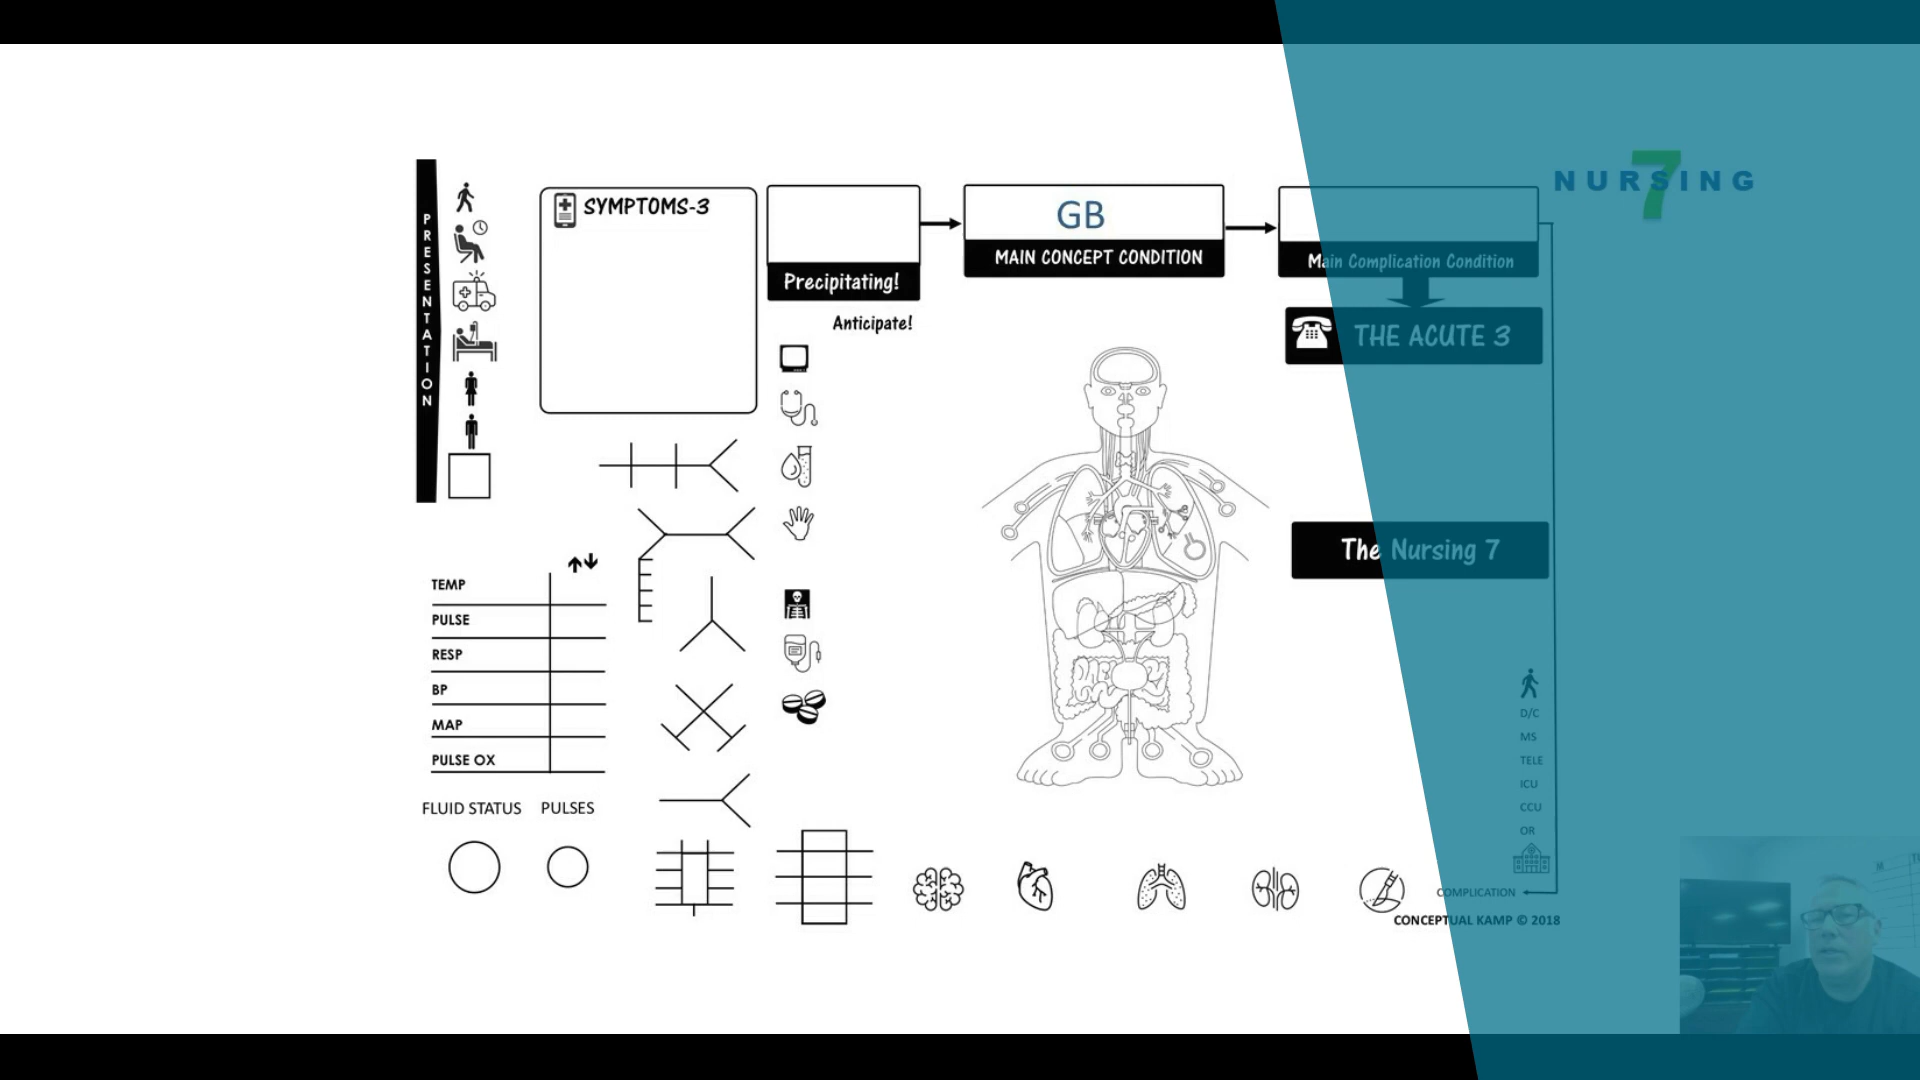 NURSING
7
PRESENTATION
SYMPTOMS-3
Precipitating!
Anticipate!
GB
MAIN CONCEPT CONDITION
Main Complication Condition
THE ACUTE 3
The Nursing 7
TEMP
PULSE
RESP
BP
MAP
PULSE OX
FLUID STATUS
PULSES
D/C
MS
TELE
ICU
CCU
OR
COMPLICATION
CONCEPTUAL KAMP © 2018